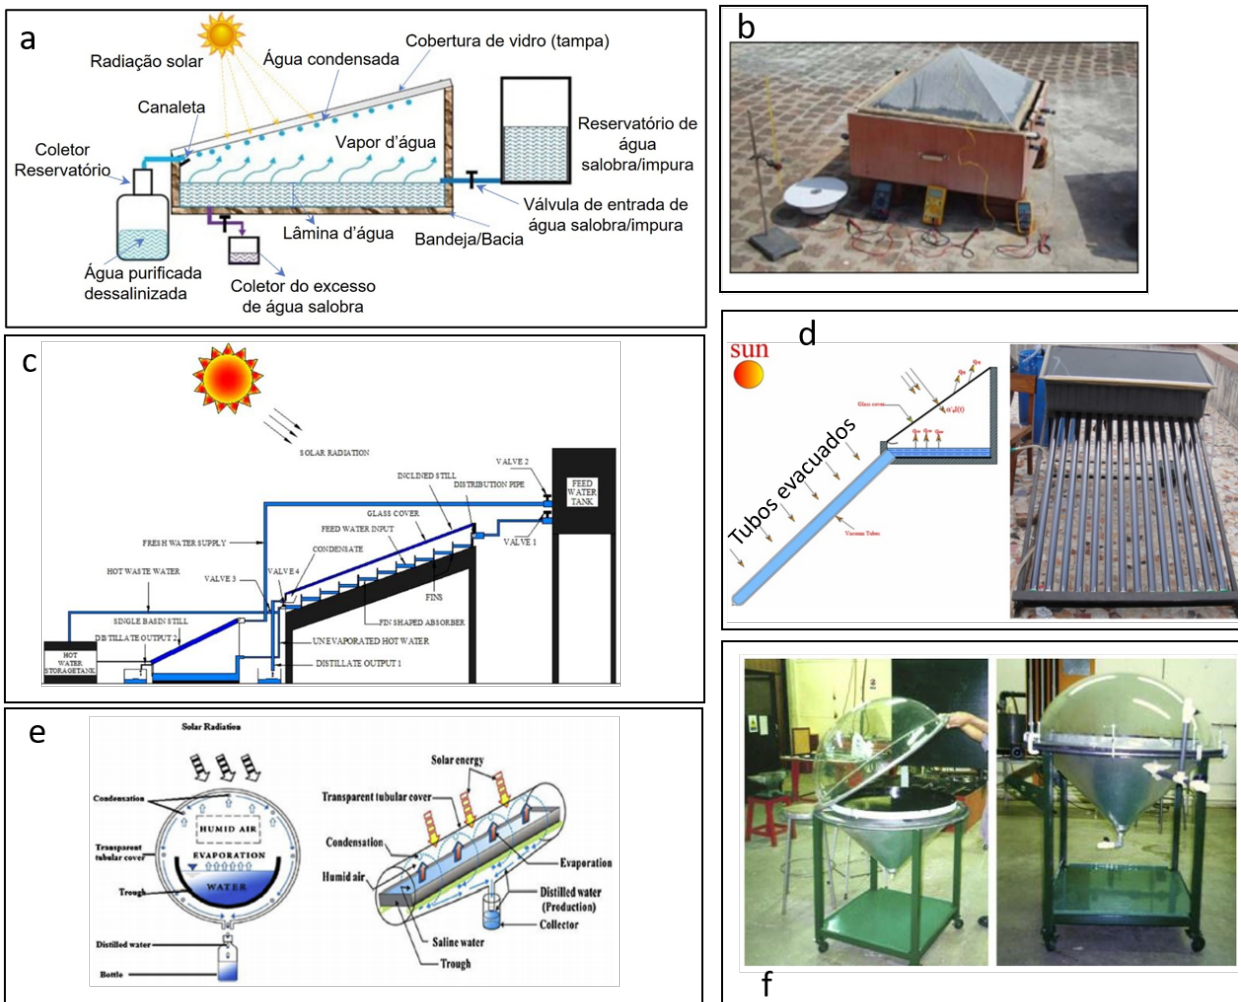 a
Radiação solar
Água condensada
Cobertura de vidro (tampa)
Canaleta
Coletor
Reservatório
Vapor d’água
Reservatório de
água
salobra/impura
Válvula de entrada de
água salobra/impura
Lâmina d’água
Bandeja/Bacia
Água purificada
dessalinizada
Coletor do excesso
de água salobra
b
c
SOLAR RADIATION
VALVE 2
INCLINED STILL
DISTRIBUTION PIPE
FEED
WATER
TANK
GLASS COVER
FEED WATER INPUT
VALVE 1
FRESH WATER SUPPLY
CONDENSATE
HOT WASTE WATER
VALVE 4
VALVE 3
FINS
SINGLE BASIN STILL
FIN SHAPED ABSORBER
DISTILLATE OUTPUT 2
UNEVAPORATED HOT WATER
HOT
WATER
STORAGE TANK
DISTILLATE OUTPUT 1
d
sun
Glass cover
Tubos evacuados
Vacuum Tubes
e
Solar Radiation
Condensation
HUMID AIR
EVAPORATION
Transparent
tubular cover
WATER
Trough
Distilled water
Bottle
Solar energy
Transparent tubular cover
Condensation
Evaporation
Humid air
Distilled water
(Production)
Collector
Saline water
Trough
f